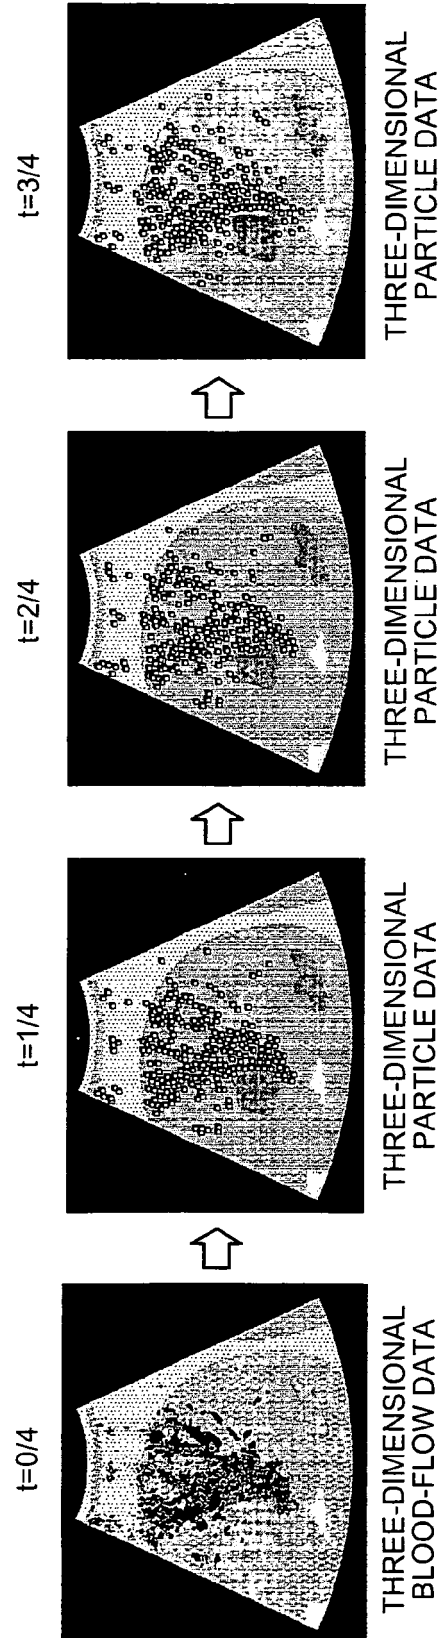 t=0/4
THREE-DIMENSIONAL
BLOOD-FLOW DATA
t=1/4
THREE-DIMENSIONAL
PARTICLE DATA
t=2/4
THREE-DIMENSIONAL
PARTICLE DATA
t=3/4
THREE-DIMENSIONAL
PARTICLE DATA